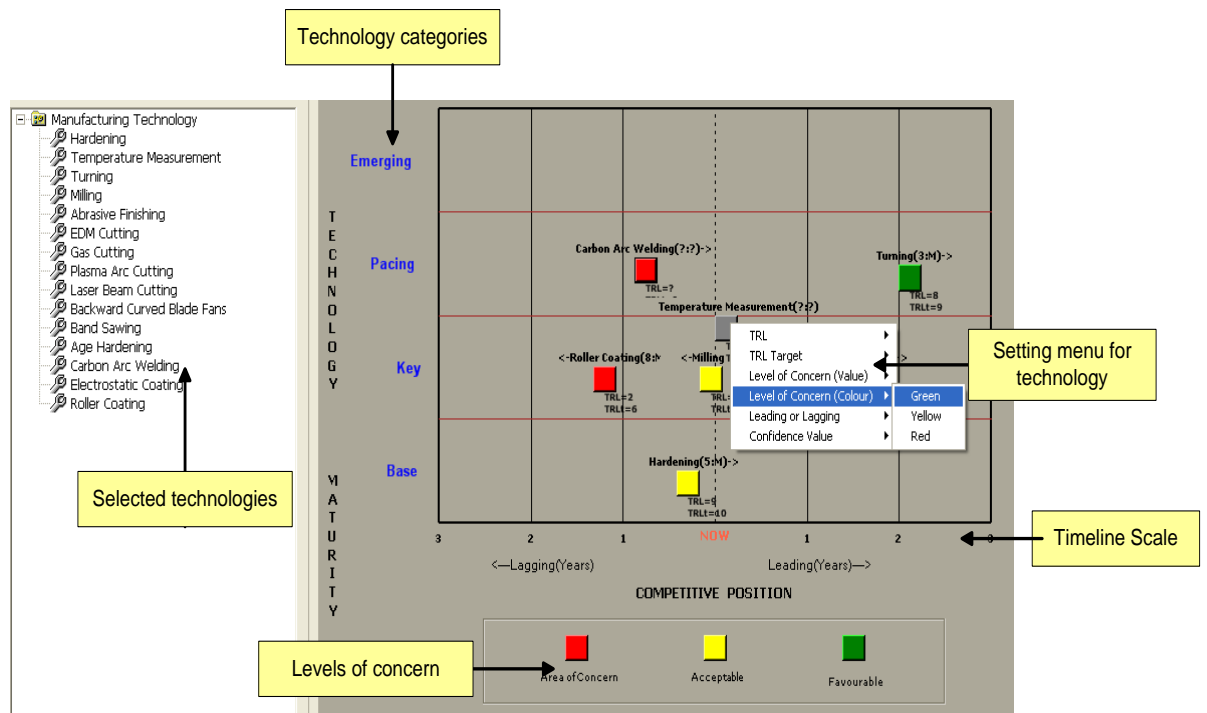 Technology categories
Manufacturing Technology
Hardening
Temperature Measurement
Turning
Milling
Abrasive Finishing
EDM Cutting
Gas Cutting
Plasma Arc Cutting
Laser Beam Cutting
Backward Curved Blade Fans
Band Sawing
Age Hardening
Carbon Arc Welding
Electrostatic Coating
Roller Coating
Selected technologies
TECHNOLOGY
MATURITY
Emerging
Pacing
Key
Base
Carbon Arc Welding(?:?)->
TRL=?
Turning(3:M)->
TRL=8
TRLt=9
Temperature Measurement(?:?)
<-Roller Coating(8:
TRL=2
TRLt=6
<-Milling
TRL=
TRLt
Hardening(5:M)->
TRL=9
TRLt=10
TRL
TRL Target
Level of Concern (Value)
Level of Concern (Colour)
Leading or Lagging
Confidence Value
Green
Yellow
Red
Setting menu for
technology
3 2 1 NOW 1 2 3
Timeline Scale
<—Lagging(Years) Leading(Years)—>
COMPETITIVE POSITION
Levels of concern
Area of Concern
Acceptable
Favourable